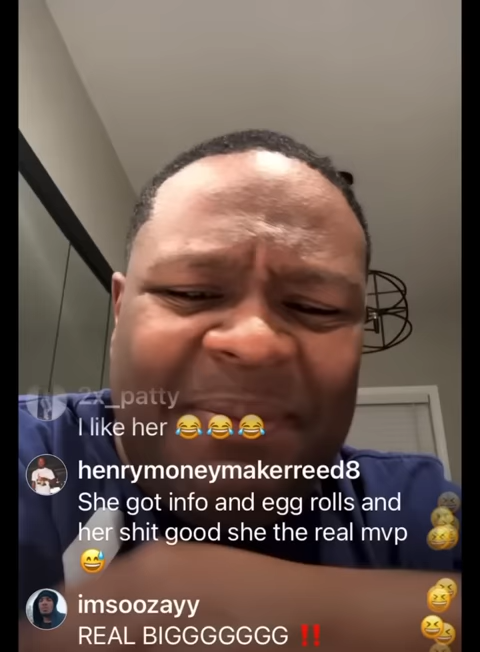 2x_patty
I like her 😂😂😂
henrymoneymakerreed8
She got info and egg rolls and
her shit good she the real mvp
😅
imsoozayy
REAL BIGGGGGGG ‼️